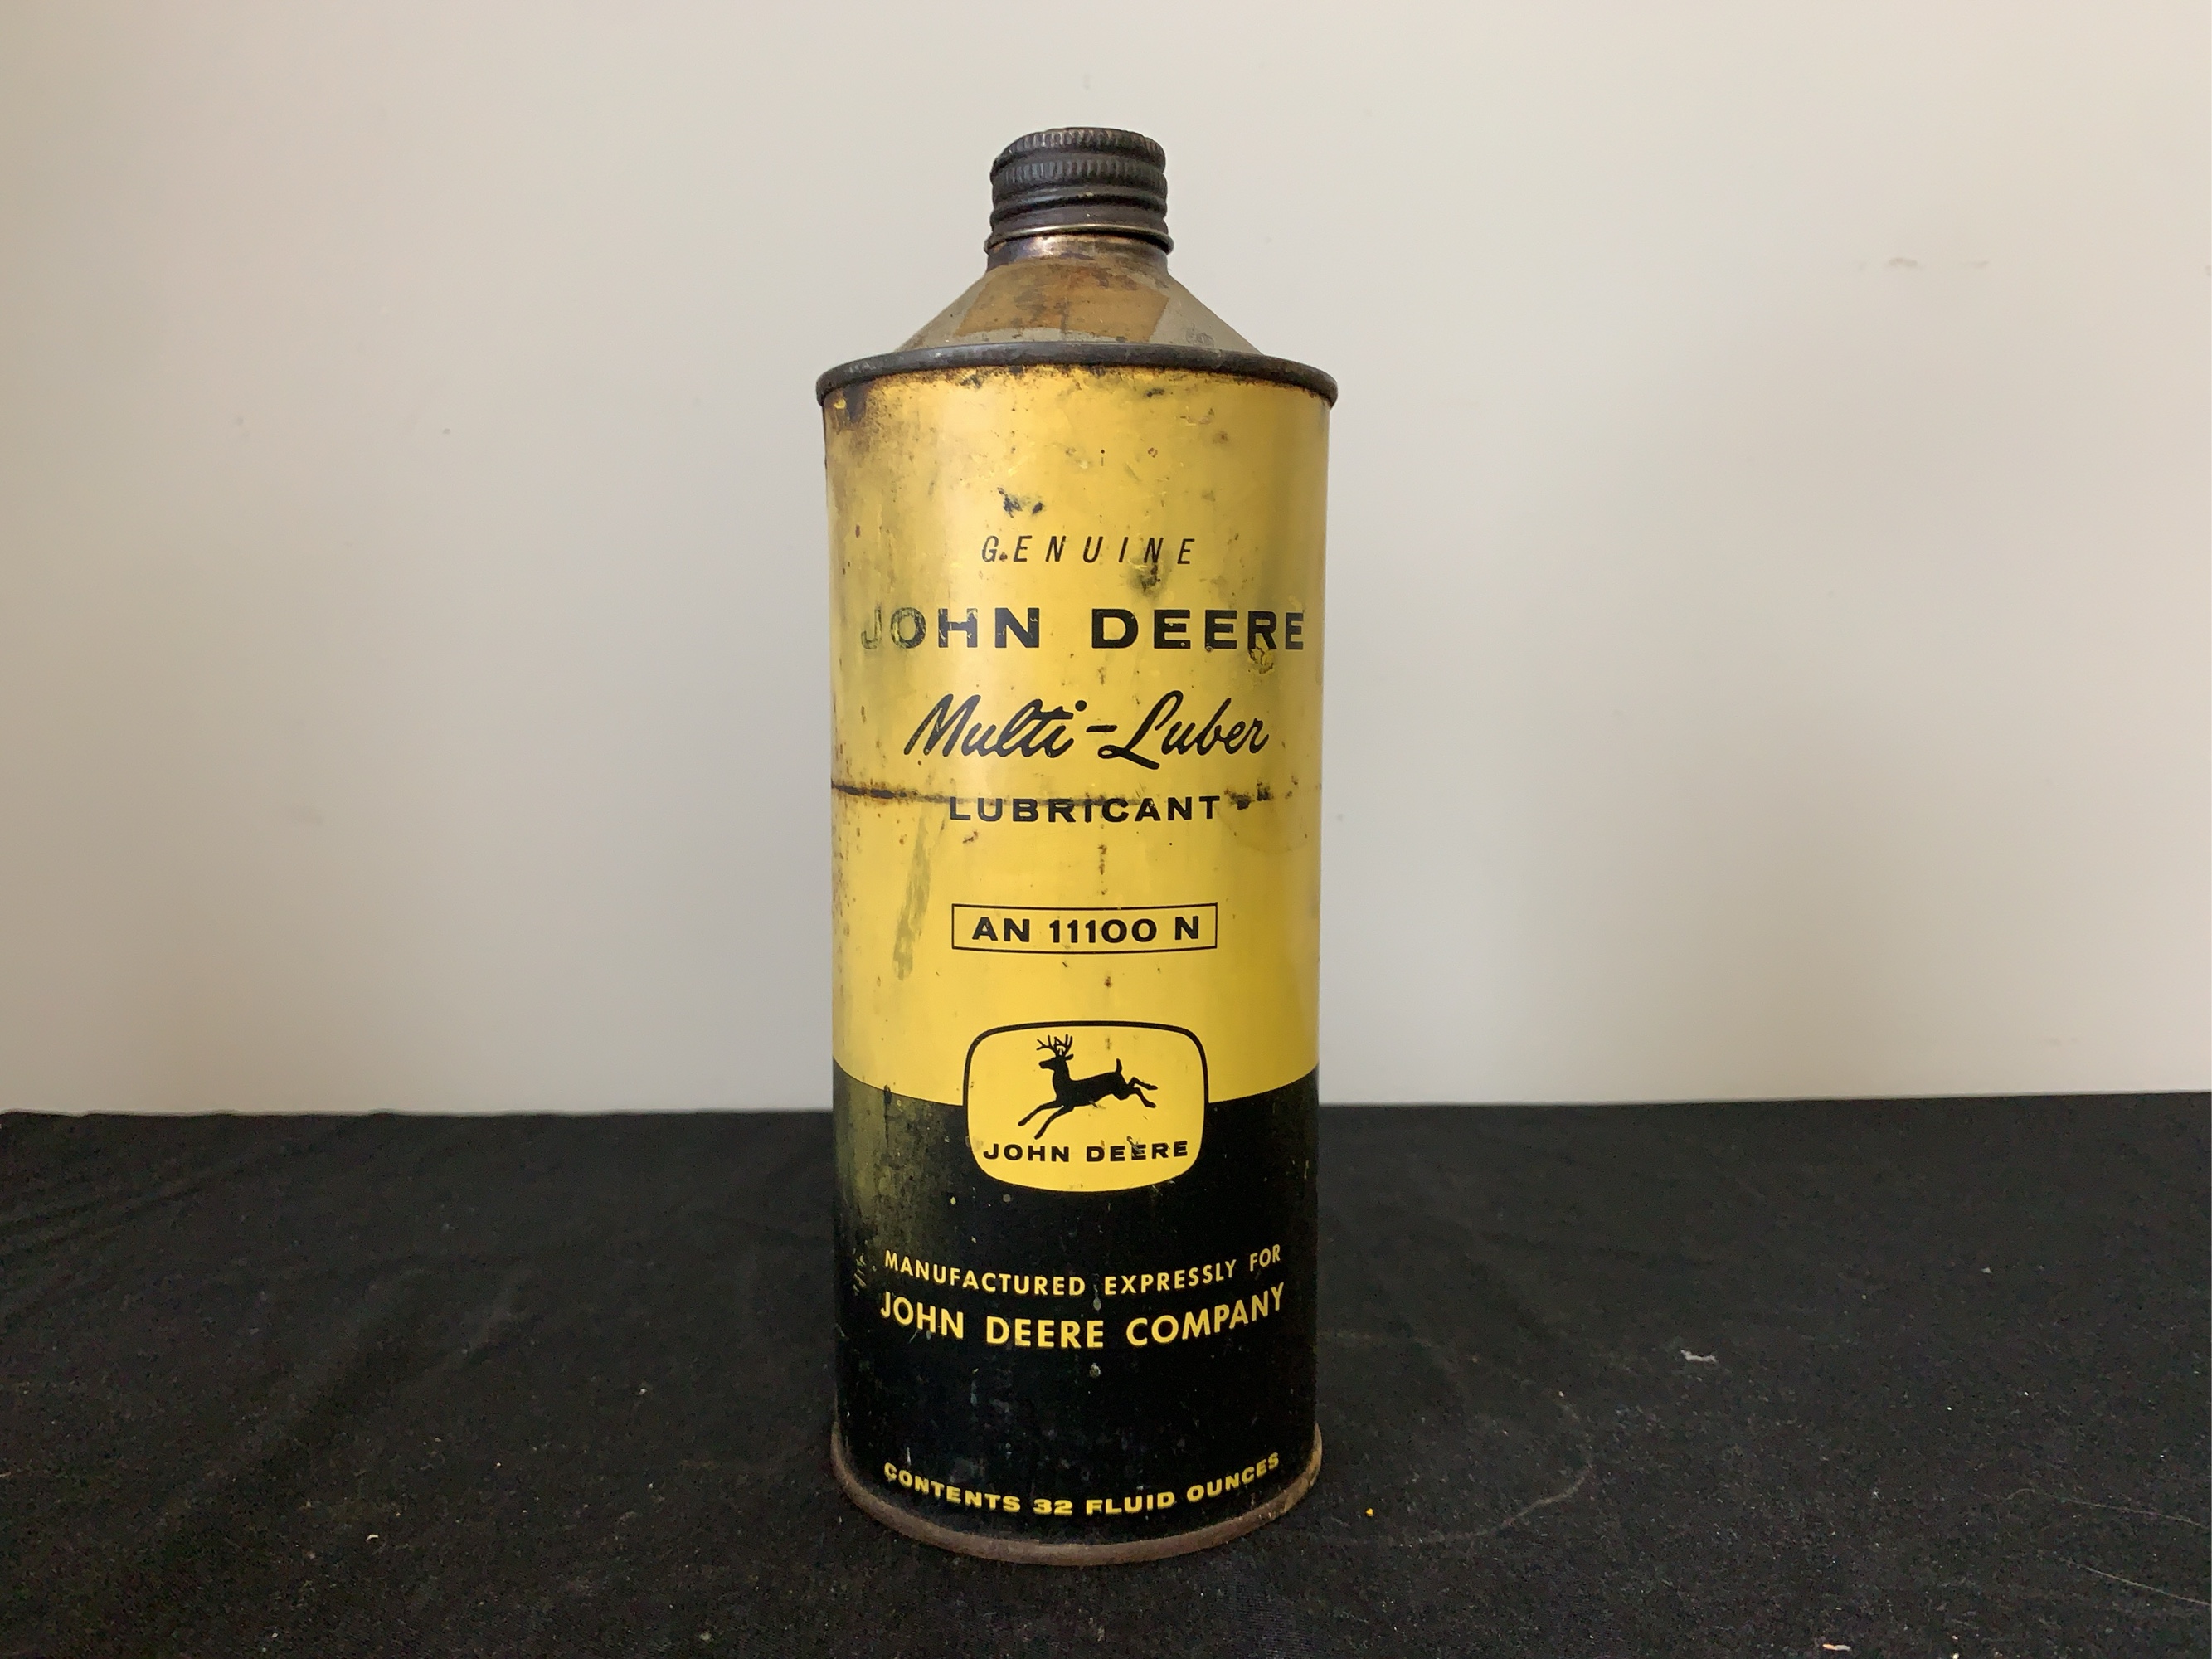 GENUINE
JOHN DEERE
Multi-Luber
LUBRICANT
AN 11100 N
JOHN DEERE
MANUFACTURED EXPRESSLY FOR
JOHN DEERE COMPANY
CONTENTS 32 FLUID OUNCES